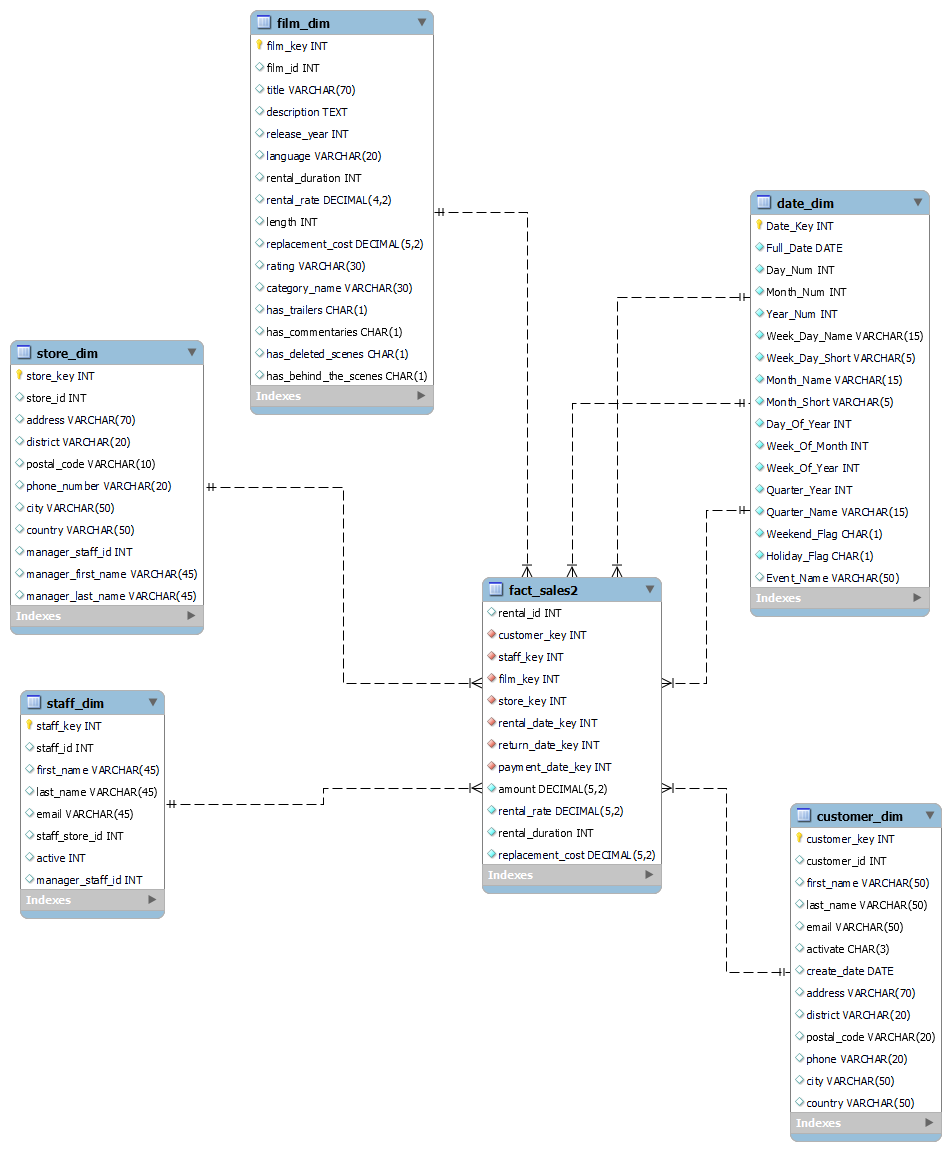 film_dim
film_key INT
film_id INT
title VARCHAR(70)
description TEXT
release_year INT
language VARCHAR(20)
rental_duration INT
rental_rate DECIMAL(4,2)
length INT
replacement_cost DECIMAL(5,2)
rating VARCHAR(30)
category_name VARCHAR(30)
has_trailers CHAR(1)
has_commentaries CHAR(1)
has_deleted_scenes CHAR(1)
has_behind_the_scenes CHAR(1)
Indexes
date_dim
Date_Key INT
Full_Date DATE
Day_Num INT
Month_Num INT
Year_Num INT
Week_Day_Name VARCHAR(15)
Week_Day_Short VARCHAR(5)
Month_Name VARCHAR(15)
Month_Short VARCHAR(5)
Day_Of_Year INT
Week_Of_Month INT
Week_Of_Year INT
Quarter_Year INT
Quarter_Name VARCHAR(15)
Weekend_Flag CHAR(1)
Holiday_Flag CHAR(1)
Event_Name VARCHAR(50)
Indexes
store_dim
store_key INT
store_id INT
address VARCHAR(70)
district VARCHAR(20)
postal_code VARCHAR(10)
phone_number VARCHAR(20)
city VARCHAR(50)
country VARCHAR(50)
manager_staff_id INT
manager_first_name VARCHAR(45)
manager_last_name VARCHAR(45)
Indexes
fact_sales2
rental_id INT
customer_key INT
staff_key INT
film_key INT
store_key INT
rental_date_key INT
return_date_key INT
payment_date_key INT
amount DECIMAL(5,2)
rental_rate DECIMAL(5,2)
rental_duration INT
replacement_cost DECIMAL(5,2)
Indexes
staff_dim
staff_key INT
staff_id INT
first_name VARCHAR(45)
last_name VARCHAR(45)
email VARCHAR(45)
staff_store_id INT
active INT
manager_staff_id INT
Indexes
customer_dim
customer_key INT
customer_id INT
first_name VARCHAR(50)
last_name VARCHAR(50)
email VARCHAR(50)
activate CHAR(3)
create_date DATE
address VARCHAR(70)
district VARCHAR(20)
postal_code VARCHAR(20)
phone VARCHAR(20)
city VARCHAR(50)
country VARCHAR(50)
Indexes